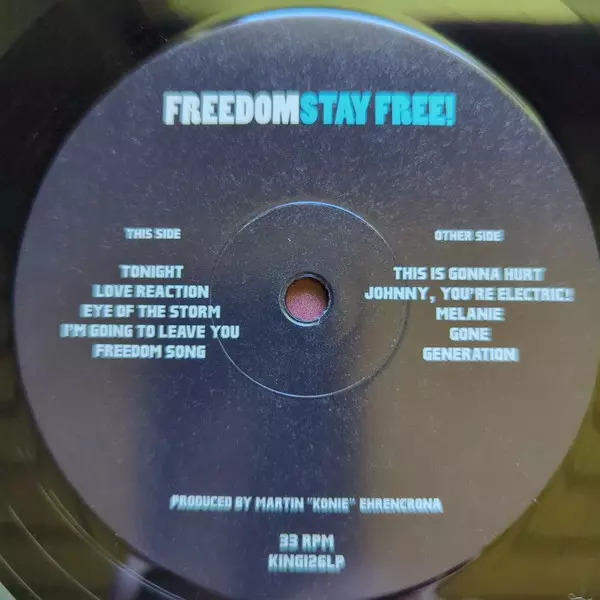 FREEDOMSTAY FREE!
THIS SIDE
TONIGHT
LOVE REACTION
EYE OF THE STORM
I'M GOING TO LEAVE YOU
FREEDOM SONG
OTHER SIDE
THIS IS GONNA HURT
JOHNNY, YOU'RE ELECTRIC!
MELANIE
GONE
GENERATION
PRODUCED BY MARTIN "KONIE" EHRENCRONA
33 RPM
KING126LP